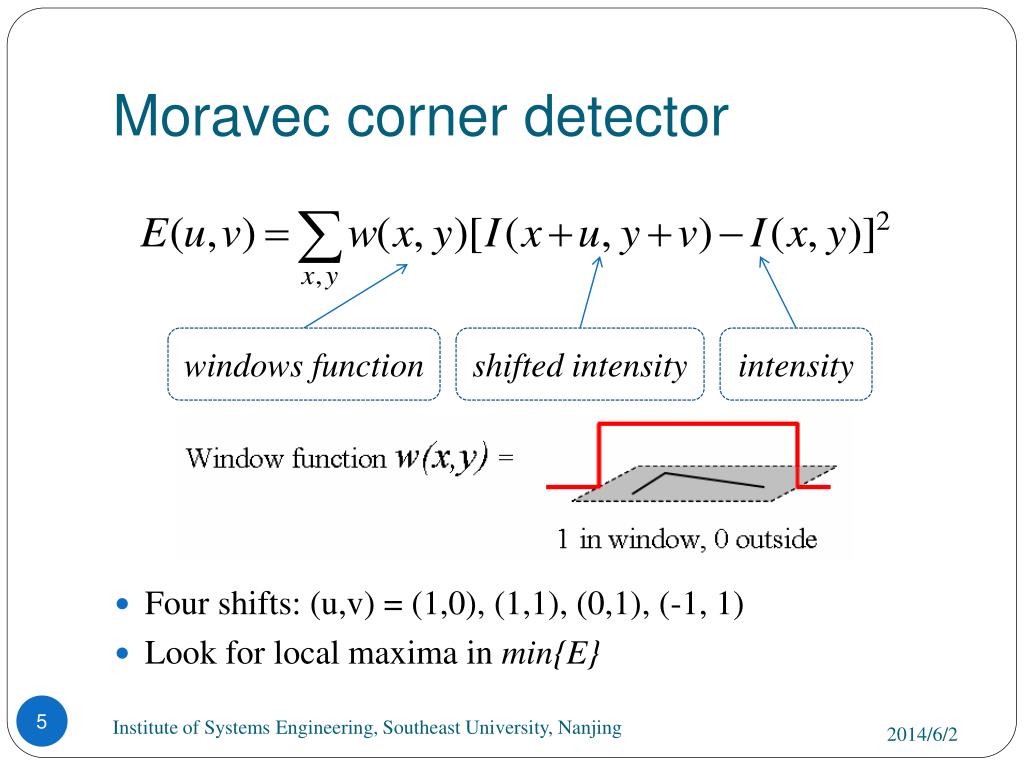 Moravec corner detector
E(u,v) = ∑ w(x, y)[I(x+u, y+v) − I(x, y)]²
x, y
windows function shifted intensity intensity
Window function w(x,y) =
1 in window, 0 outside
• Four shifts: (u,v) = (1,0), (1,1), (0,1), (-1, 1)
• Look for local maxima in min{E}
5 Institute of Systems Engineering, Southeast University, Nanjing 2014/6/2